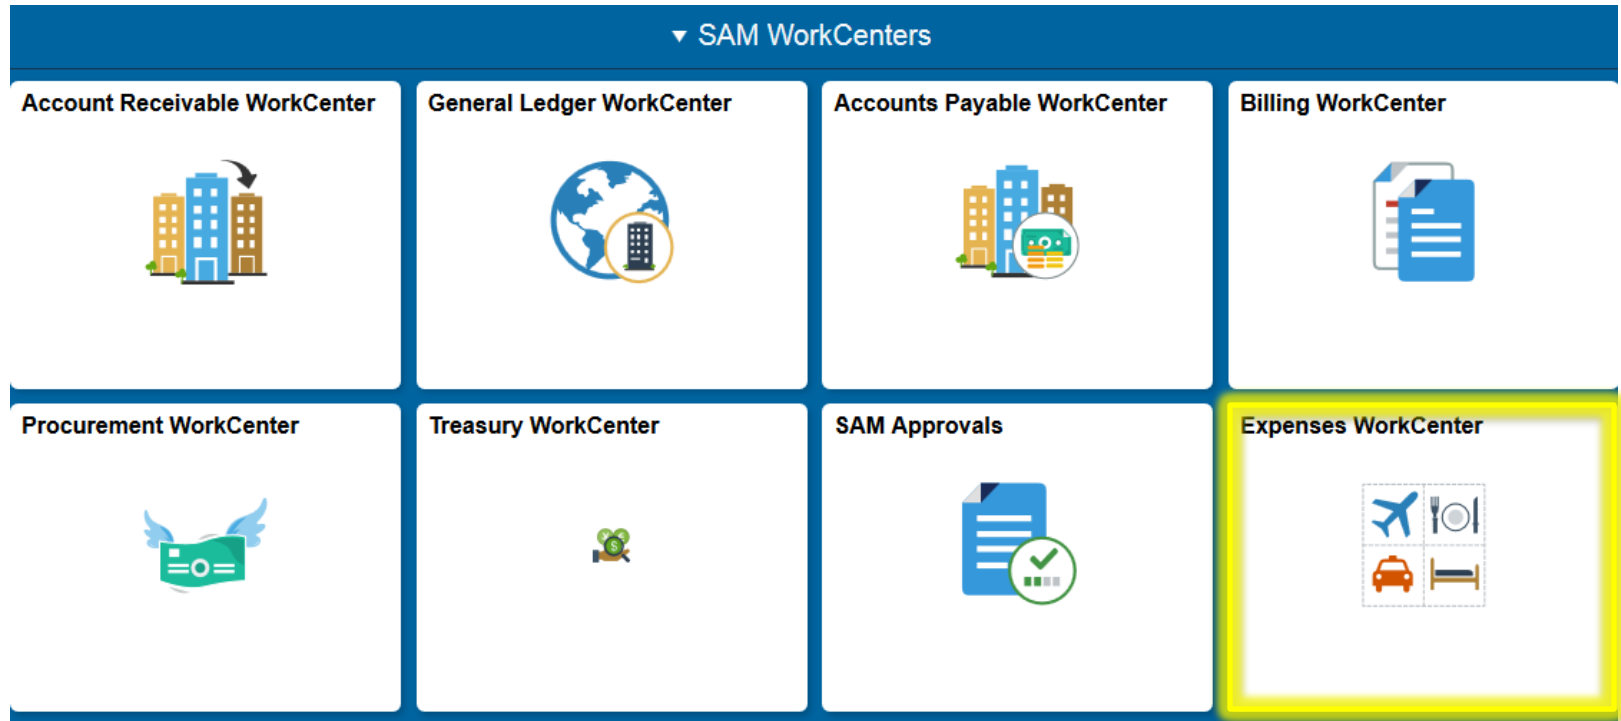 ▼ SAM WorkCenters
Account Receivable WorkCenter
General Ledger WorkCenter
Accounts Payable WorkCenter
Billing WorkCenter
Procurement WorkCenter
Treasury WorkCenter
SAM Approvals
Expenses WorkCenter